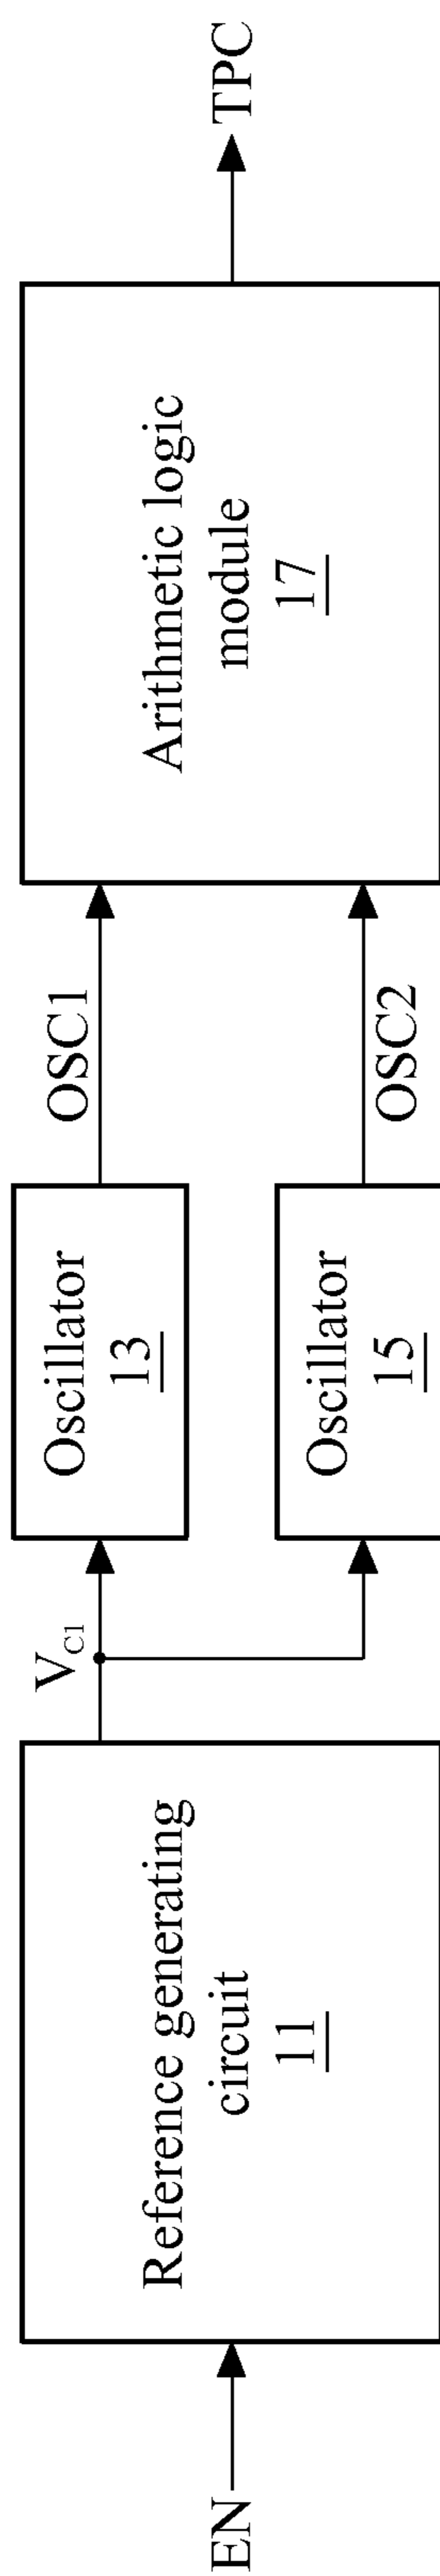 EN
Reference generating
circuit
11
VC1
Oscillator
13
Oscillator
15
OSC1
OSC2
Arithmetic logic
module
17
TPC